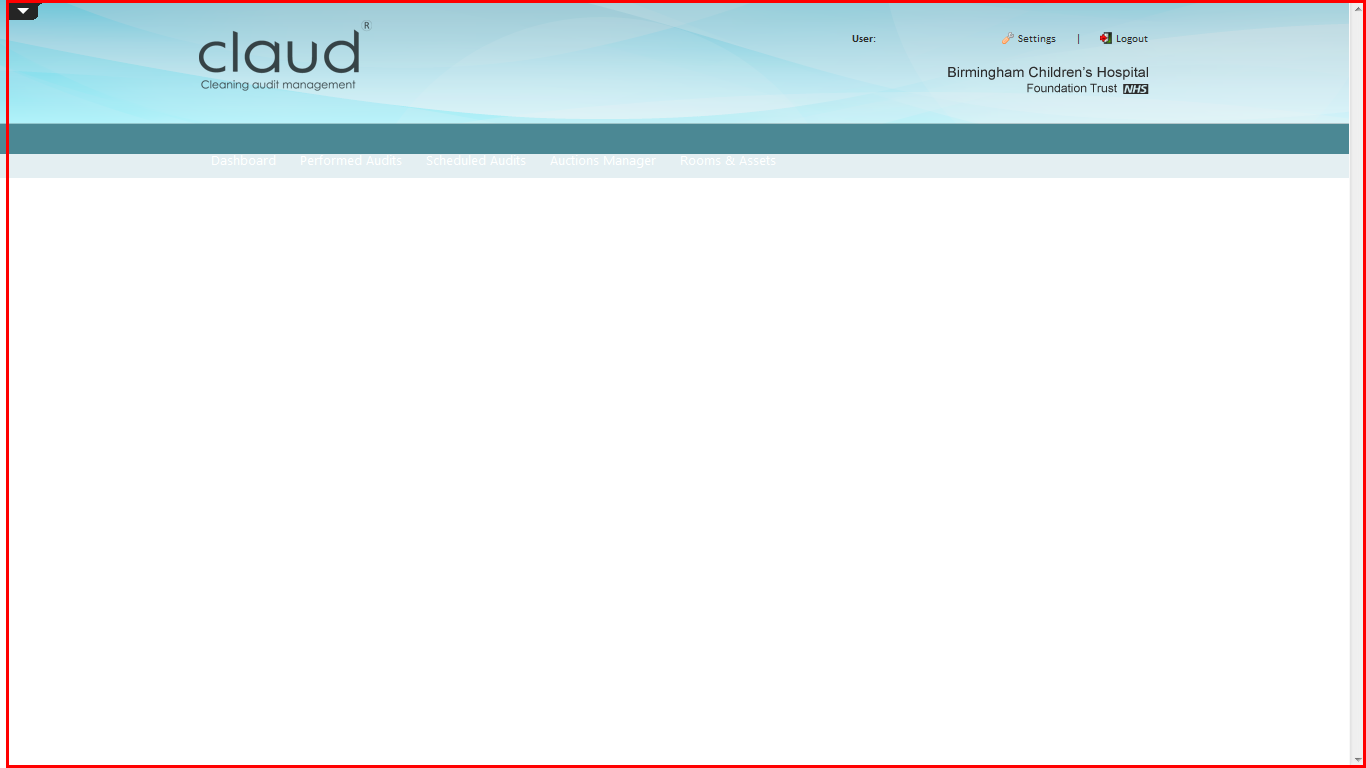 claud®
Cleaning audit management
User:
Settings | Logout
Birmingham Children's Hospital
Foundation Trust NHS
Dashboard Performed Audits Scheduled Audits Auctions Manager Rooms & Assets